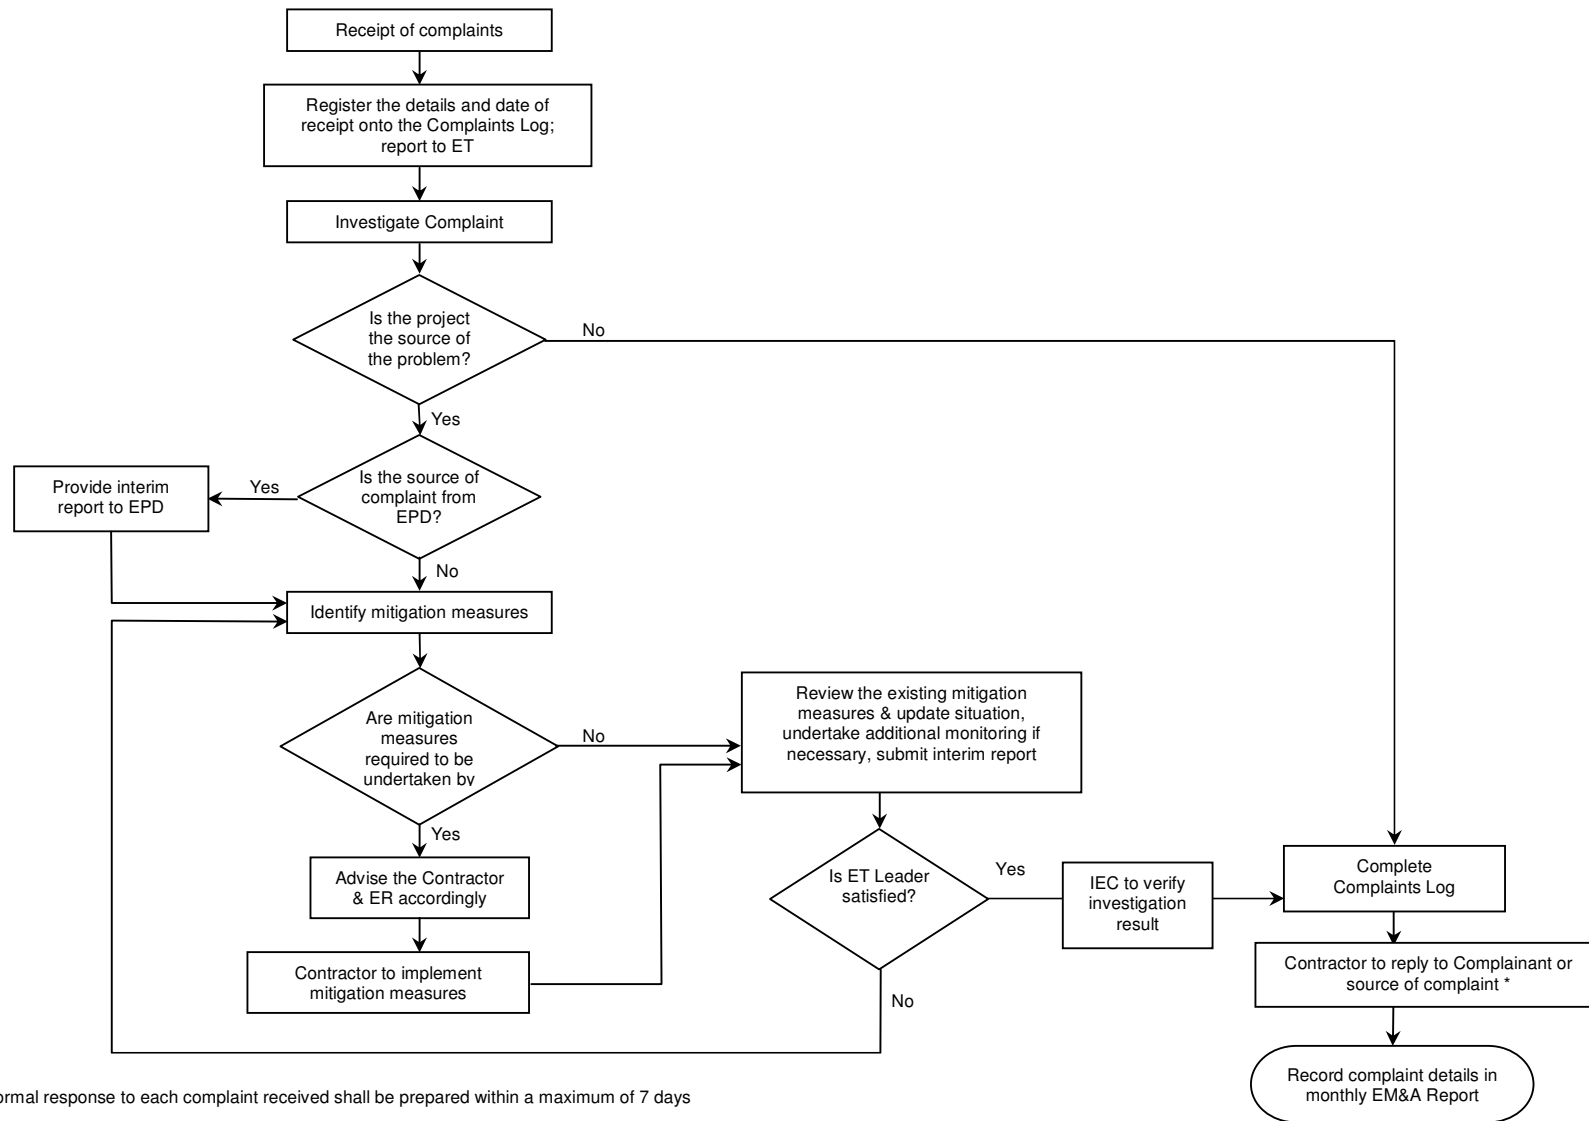 Receipt of complaints
Register the details and date of
receipt onto the Complaints Log;
report to ET
Investigate Complaint
Is the project
the source of
the problem?
No
Yes
Is the source of
complaint from
EPD?
Yes
Provide interim
report to EPD
No
Identify mitigation measures
Are mitigation
measures
required to be
undertaken by
No
Review the existing mitigation
measures & update situation,
undertake additional monitoring if
necessary, submit interim report
Yes
Advise the Contractor
& ER accordingly
Contractor to implement
mitigation measures
Is ET Leader
satisfied?
Yes
IEC to verify
investigation
result
No
Complete
Complaints Log
Contractor to reply to Complainant or
source of complaint *
Record complaint details in
monthly EM&A Report
ormal response to each complaint received shall be prepared within a maximum of 7 days